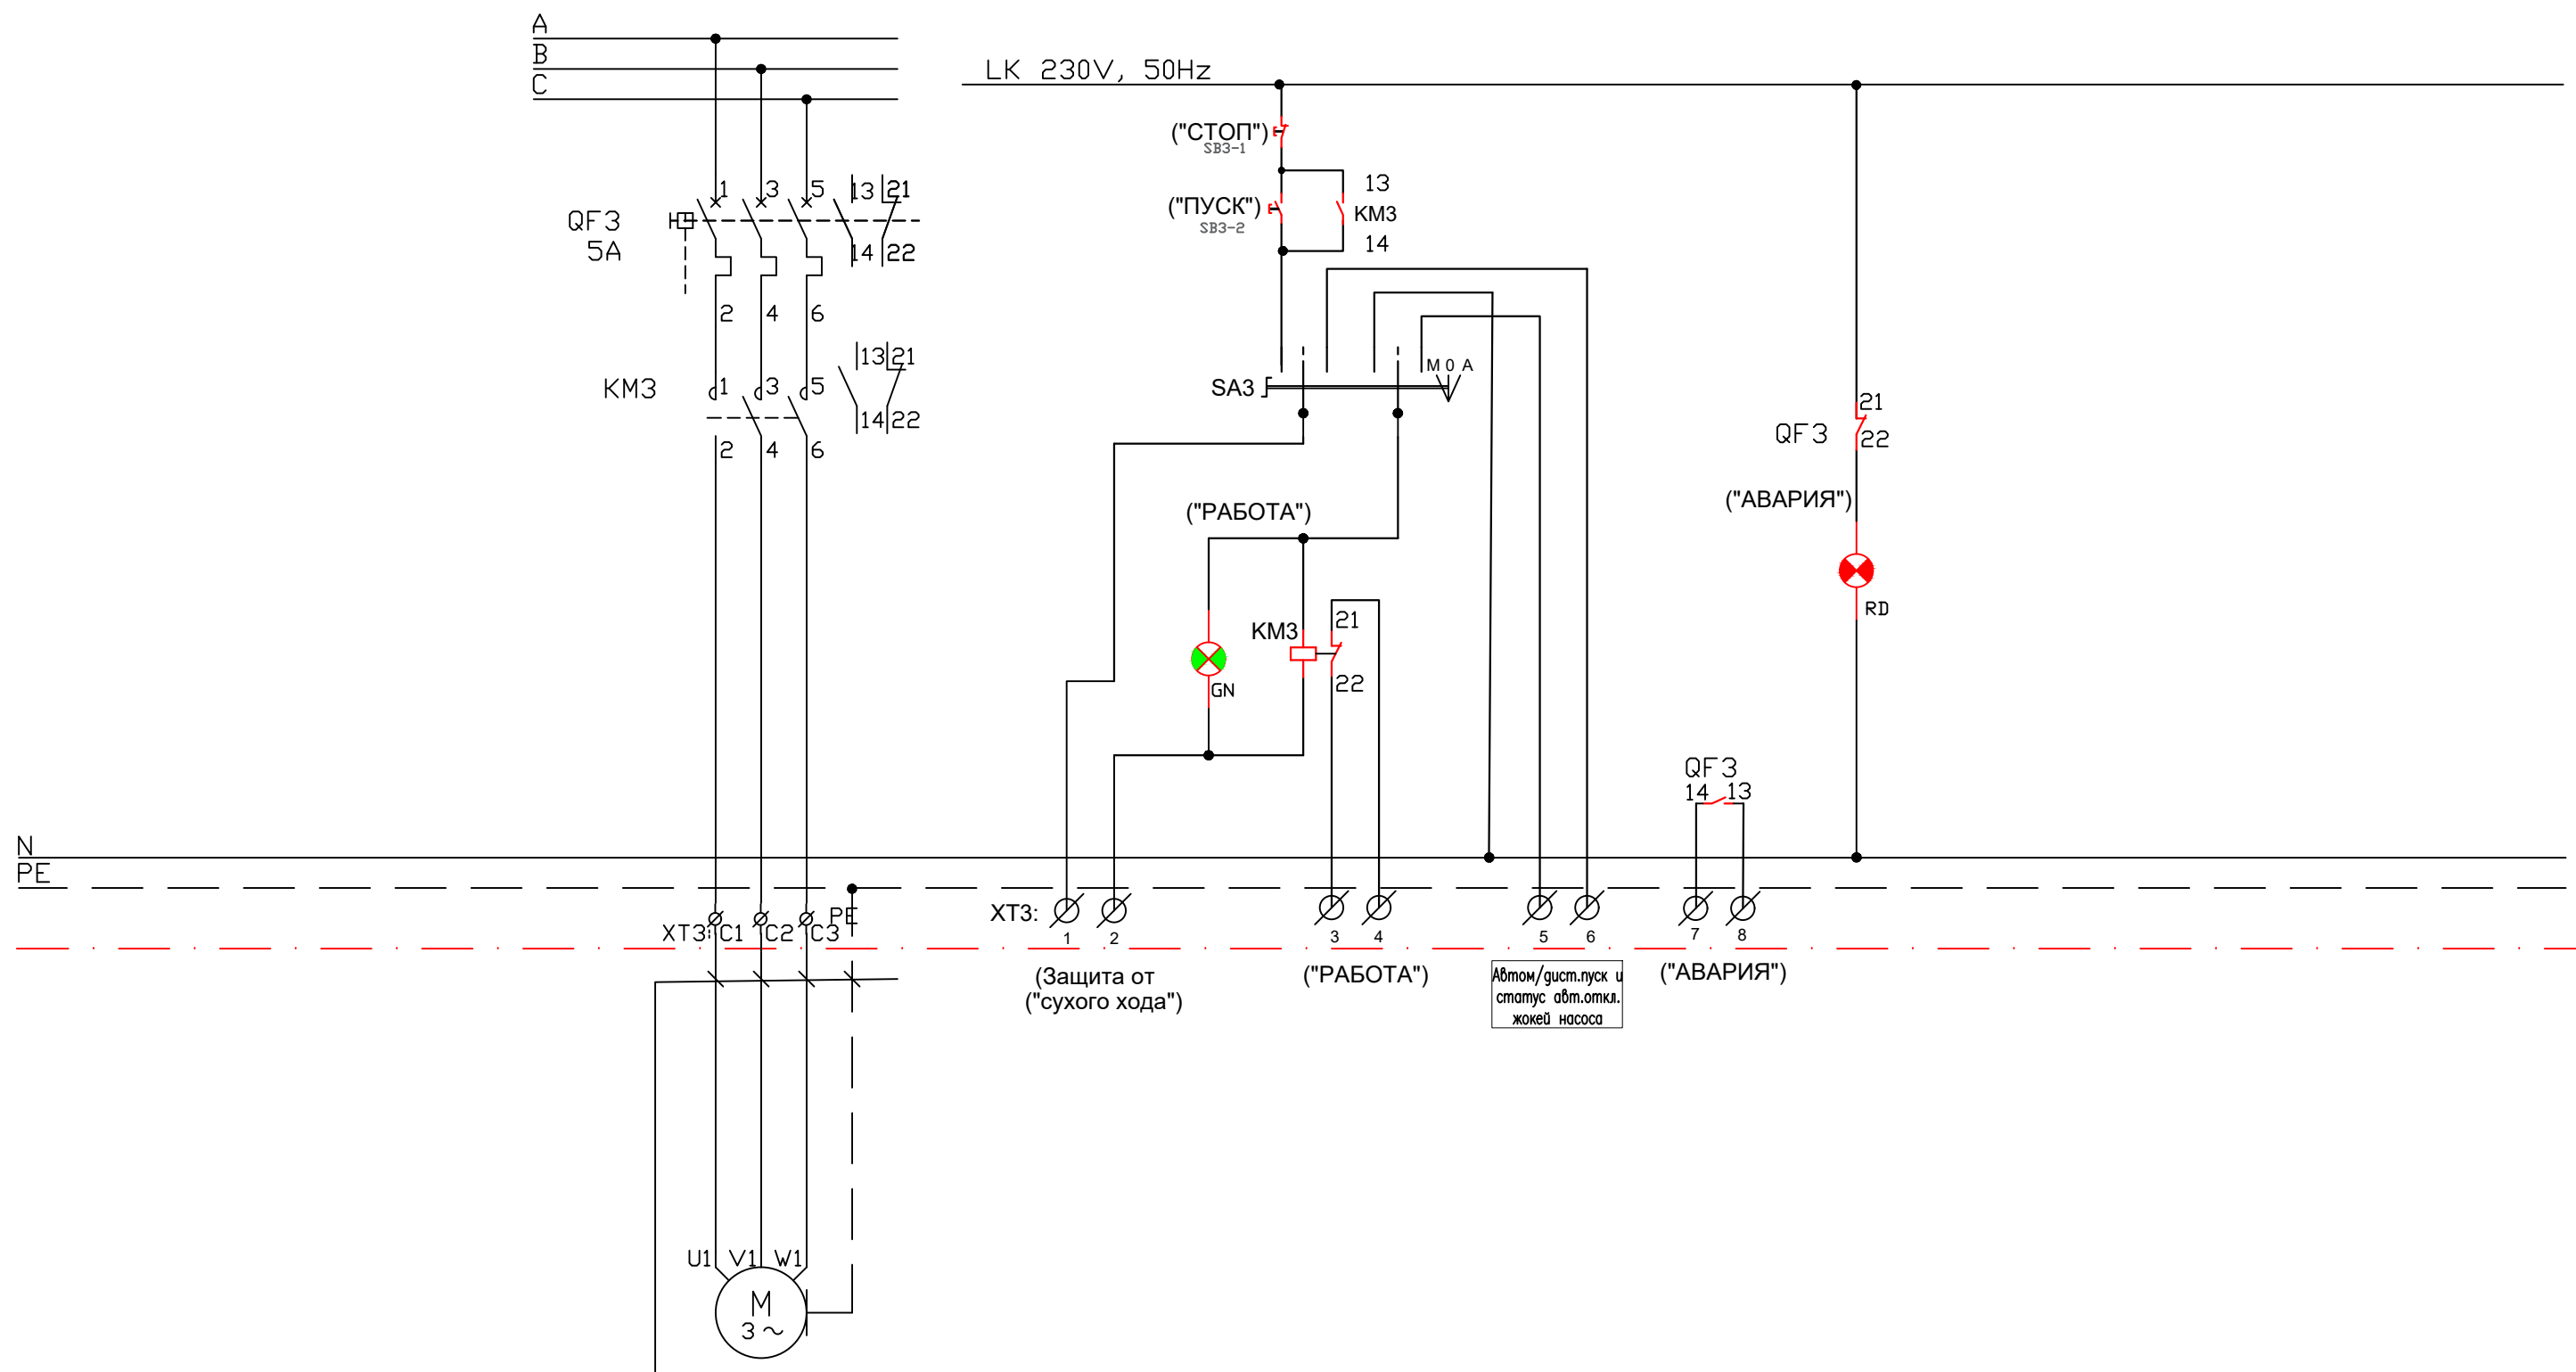 A
B
C
LK 230V, 50Hz
("СТОП")
SB3-1
QF3
5A
1 3 5 13 21
14 22
2 4 6
("ПУСК")
SB3-2
13
KM3
14
KM3
1 3 5 13 21
14 22
2 4 6
SA3
M 0 A
QF3
21
22
("АВАРИЯ")
RD
("РАБОТА")
GN
KM3
21
22
QF3
14 13
N
PE
XT3: C1 C2 C3 PE
XT3:
1 2 3 4 5 6 7 8
(Защита от
("сухого хода")
("РАБОТА")
Автом/дист.пуск и
статус авт.откл.
жокей насоса
("АВАРИЯ")
U1 V1 W1
M
3 ~